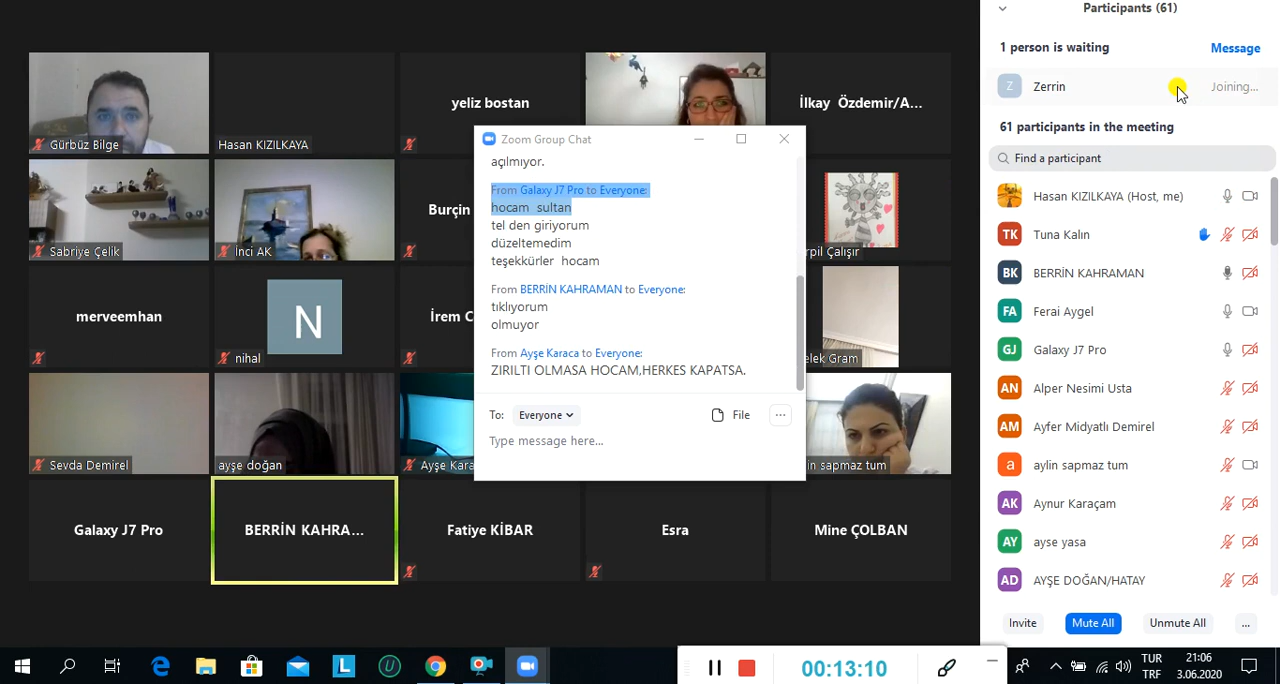 Participants (61)
1 person is waiting
Message
Z
Zerrin
Joining...
61 participants in the meeting
Find a participant
Hasan KIZILKAYA (Host, me)
TK
Tuna Kalın
BK
BERRİN KAHRAMAN
FA
Ferai Aygel
GJ
Galaxy J7 Pro
AN
Alper Nesimi Usta
AM
Ayfer Midyatlı Demirel
a
aylin sapmaz tum
AK
Aynur Karaçam
AY
ayse yasa
AD
AYŞE DOĞAN/HATAY
Invite
Mute All
Unmute All
...
Gürbüz Bilge
Hasan KIZILKAYA
yeliz bostan
İlkay Özdemir/A...
Sabriye Çelik
İnci AK
Burçin
rpil Çalışır
merveemhan
N
nihal
İrem C
elek Gram
Sevda Demirel
ayşe doğan
Ayşe Kara
in sapmaz tum
Galaxy J7 Pro
BERRİN KAHRA...
Fatiye KİBAR
Esra
Mine ÇOLBAN
Zoom Group Chat
açılmıyor.
From Galaxy J7 Pro to Everyone:
hocam sultan
tel den giriyorum
düzeltemedim
teşekkürler hocam
From BERRİN KAHRAMAN to Everyone:
tıklıyorum
olmuyor
From Ayşe Karaca to Everyone:
ZIRILTI OLMASA HOCAM,HERKES KAPATSA.
To: Everyone
File
...
Type message here...
00:13:10
TUR
TRF
21:06
3.06.2020